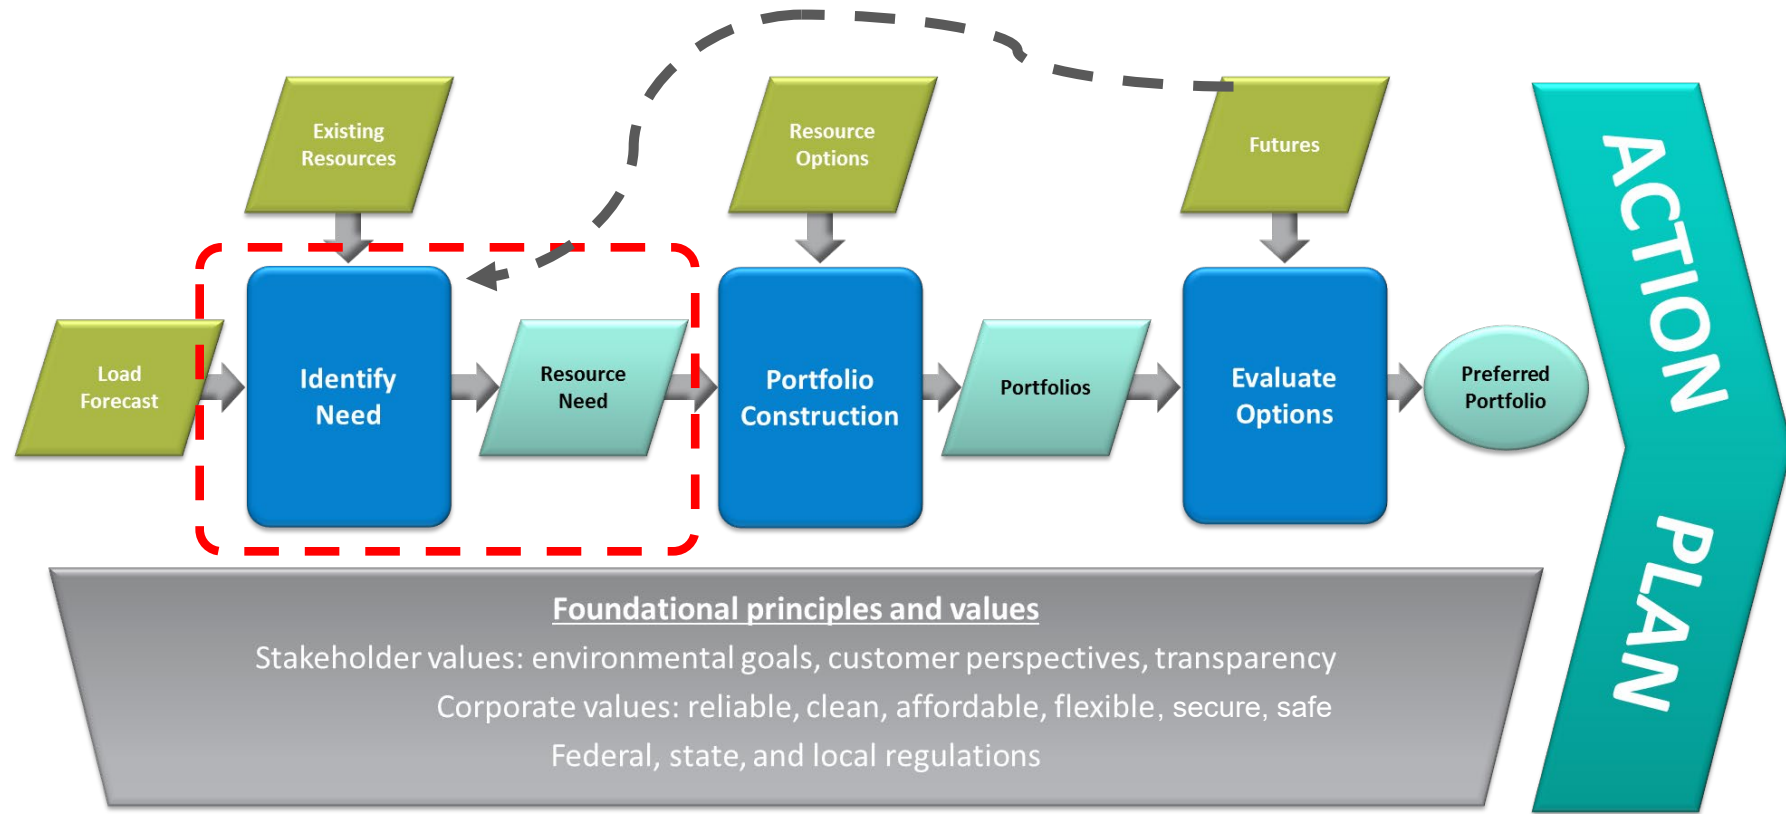 Existing
Resources
Resource
Options
Futures
Load
Forecast
Identify
Need
Resource
Need
Portfolio
Construction
Portfolios
Evaluate
Options
Preferred
Portfolio
ACTION
PLAN
Foundational principles and values
Stakeholder values: environmental goals, customer perspectives, transparency
Corporate values: reliable, clean, affordable, flexible, secure, safe
Federal, state, and local regulations